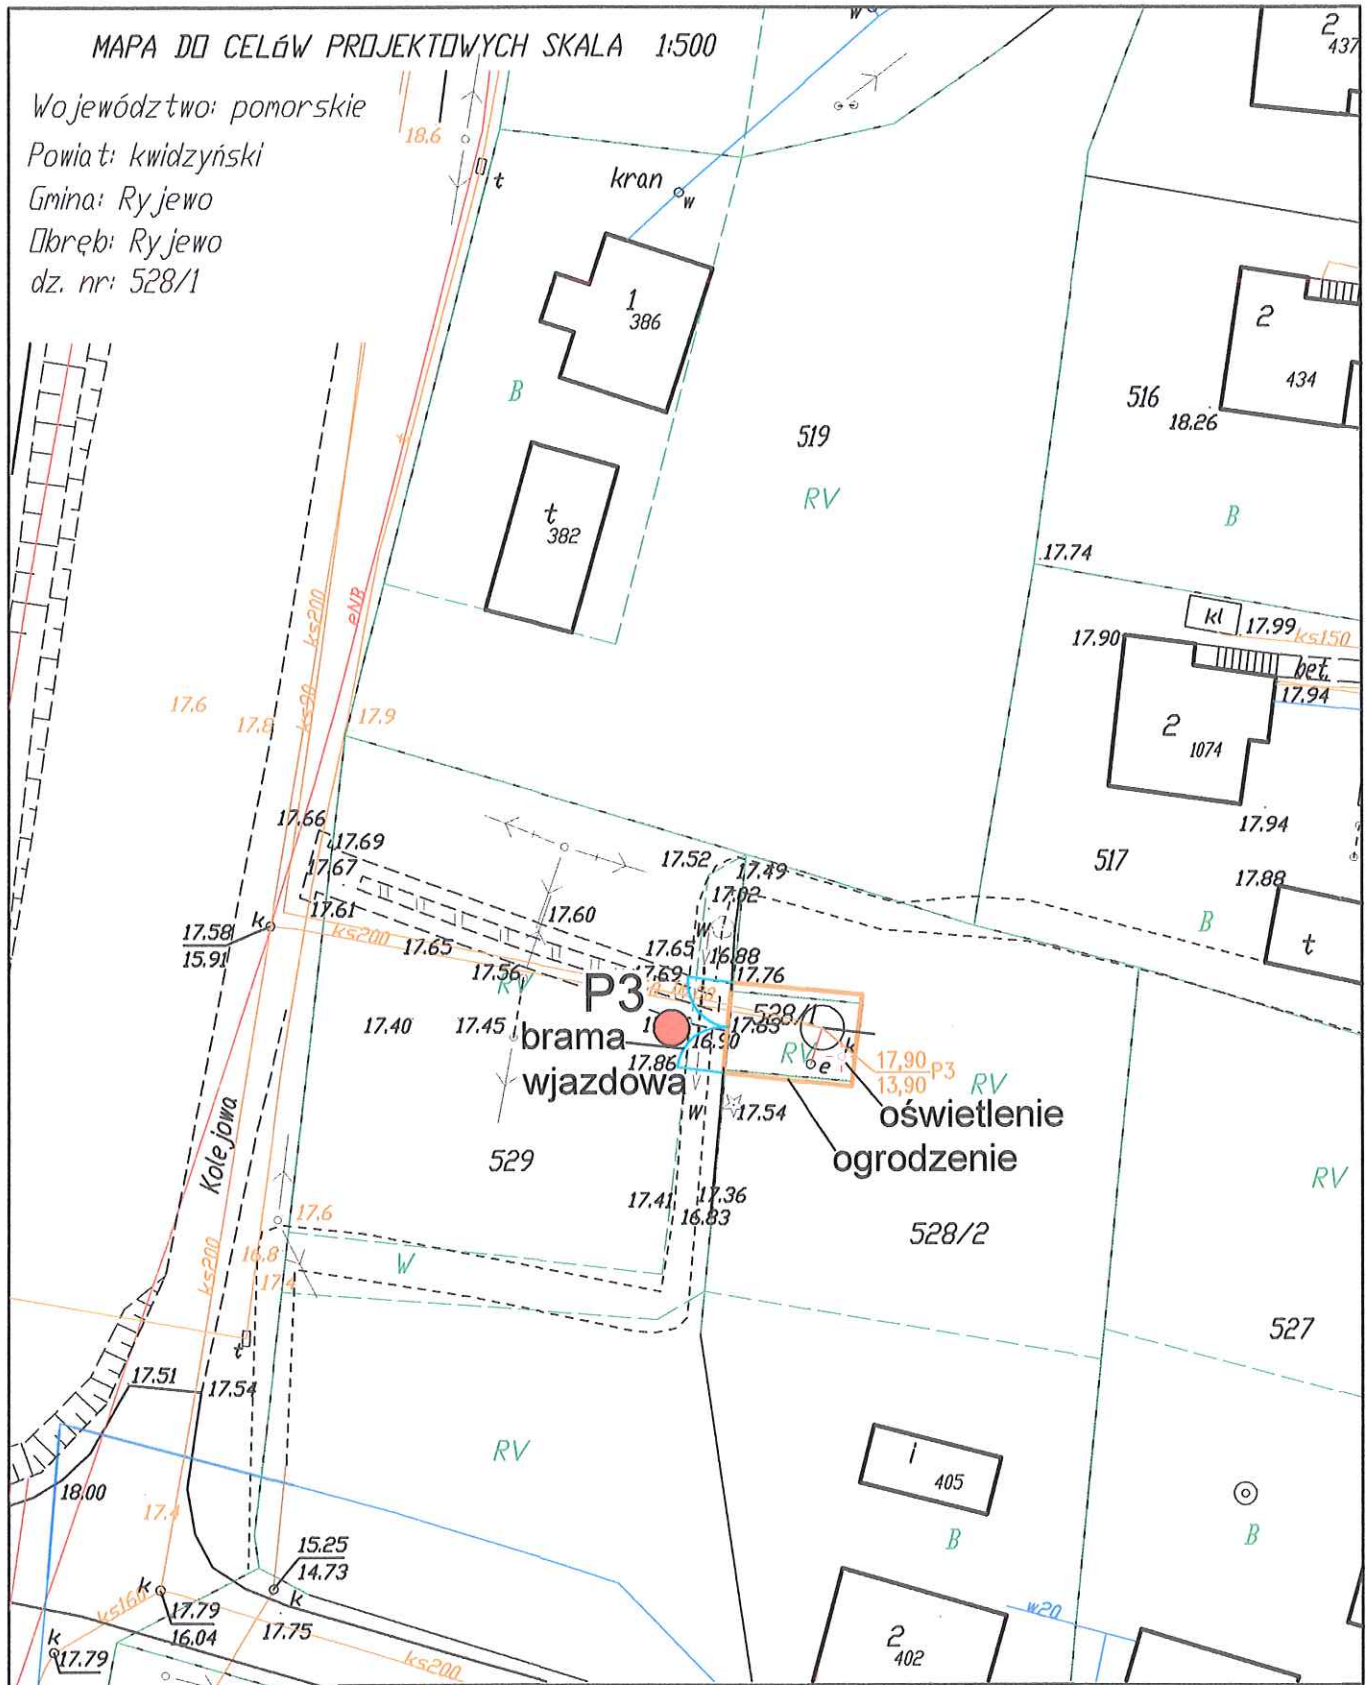 MAPA DO CELÓW PROJEKTOWYCH SKALA 1:500
Województwo: pomorskie
Powiat: kwidzyński
Gmina: Ryjewo
Obręb: Ryjewo
dz. nr: 528/1
w
2
437
18.6
t
kran
w
1
386
2
434
516
18.26
B
519
RV
B
t
382
17.74
ks200
eNB
kl
17.99
ks150
17.90
bet.
17.94
2
1074
17.6
17.8
ks90
17.9
17.94
17.66
17.69
17.67
17.52
17.49
17.02
517
17.88
B
t
17.61
17.60
17.58
15.91
k
ks200
17.65
17.56
17.65
17.69
w
16.88
17.76
RV
P3
528/1
17.40
17.45
brama
wjazdowa
17.86
16.90
17.83
RV
e
k
17,90
13,90
P3
RV
oświetlenie
ogrodzenie
w
17.54
Kolejowa
529
17.41
17.36
16.83
RV
528/2
17.6
16.8
17.4
W
ks200
527
t
17.51
17.54
RV
i
405
18.00
17.4
B
B
15.25
14.73
k
k
ks160
17.79
16.04
17.75
k
17.79
ks200
2
402
w20